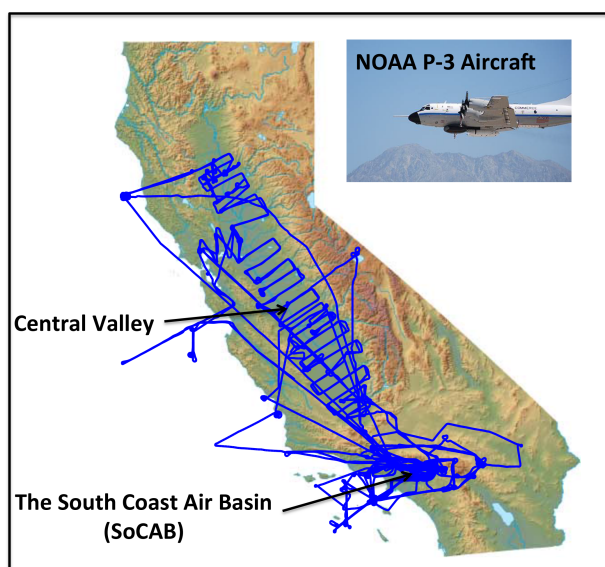 NOAA P-3 Aircraft
Central Valley
The South Coast Air Basin
(SoCAB)